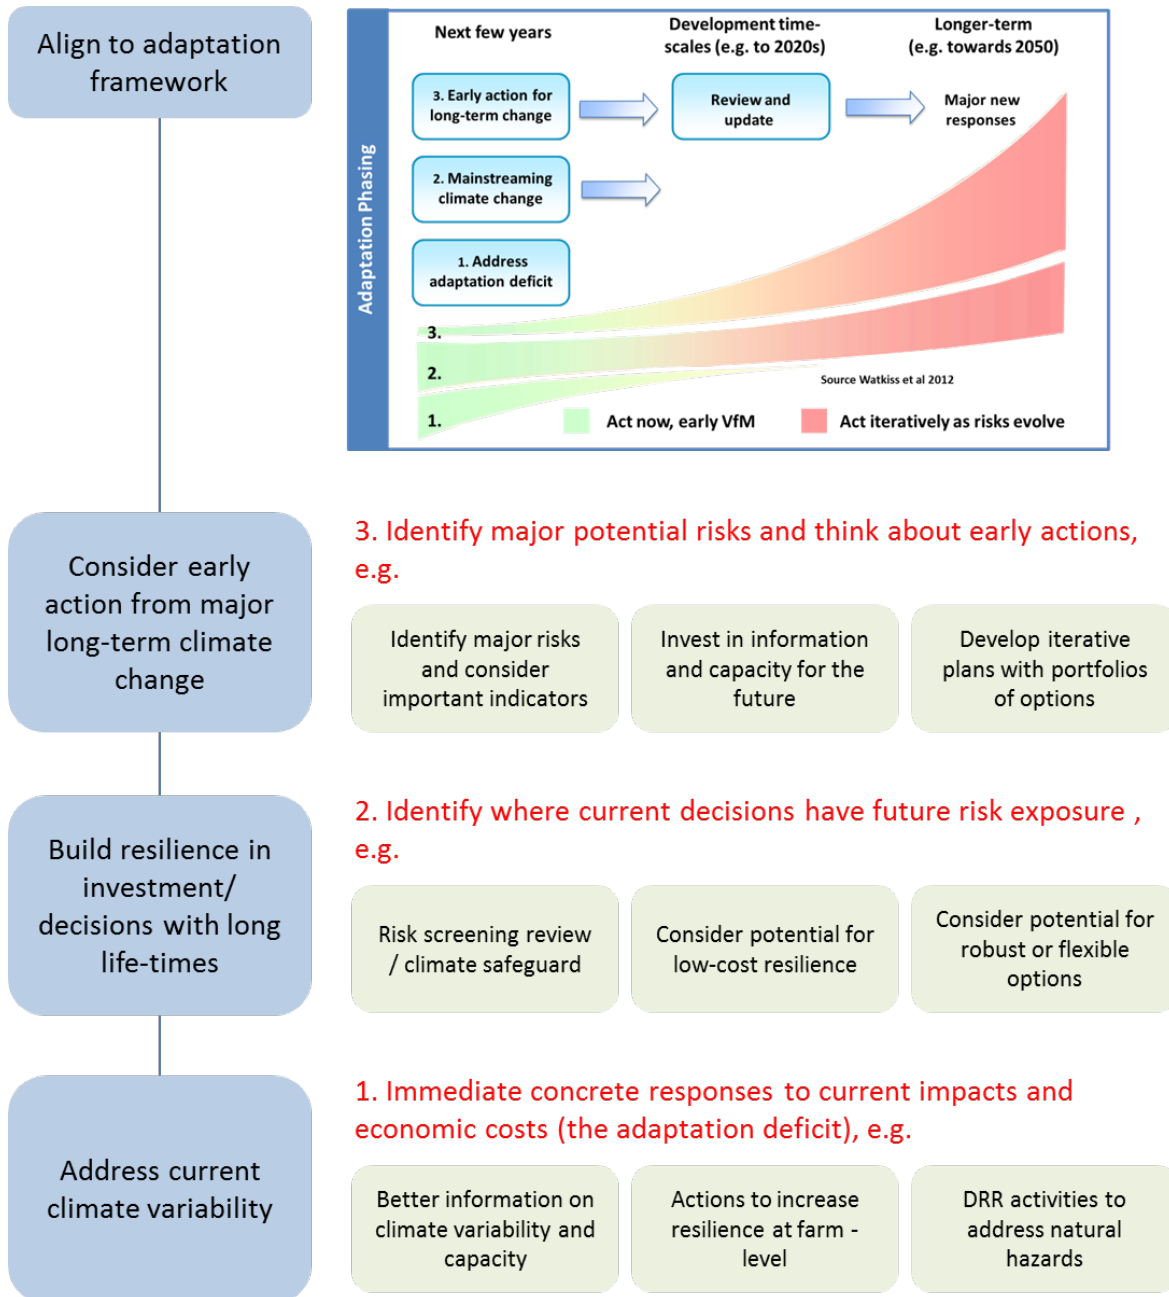 Align to adaptation
framework
Adaptation Phasing
Next few years
Development time-
scales (e.g. to 2020s)
Longer-term
(e.g. towards 2050)
3. Early action for
long-term change
Review and
update
Major new
responses
2. Mainstreaming
climate change
1. Address
adaptation deficit
3.
2.
1.
Source Watkiss et al 2012
Act now, early VfM
Act iteratively as risks evolve
Consider early
action from major
long-term climate
change
3. Identify major potential risks and think about early actions,
e.g.
Identify major risks
and consider
important indicators
Invest in information
and capacity for the
future
Develop iterative
plans with portfolios
of options
Build resilience in
investment/
decisions with long
life-times
2. Identify where current decisions have future risk exposure ,
e.g.
Risk screening review
/ climate safeguard
Consider potential for
low-cost resilience
Consider potential for
robust or flexible
options
Address current
climate variability
1. Immediate concrete responses to current impacts and
economic costs (the adaptation deficit), e.g.
Better information on
climate variability and
capacity
Actions to increase
resilience at farm -
level
DRR activities to
address natural
hazards